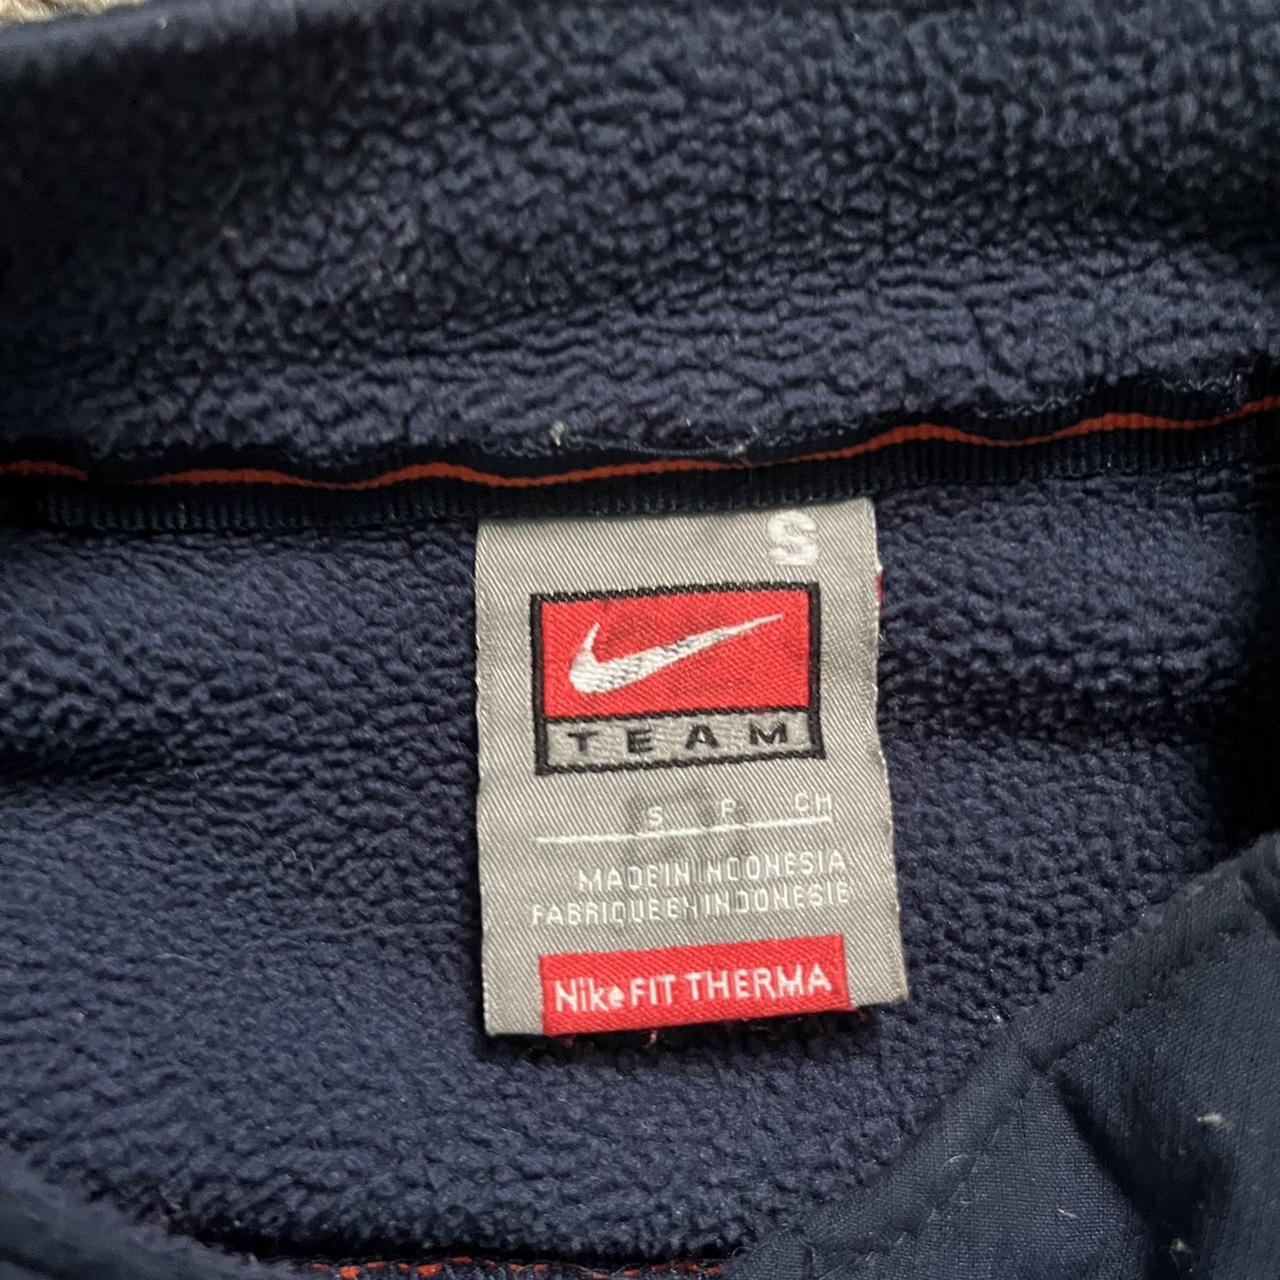 S
TEAM
S P CH
MADE IN INDONESIA
FABRIQUE EN INDONESIE
Nike FIT THERMA